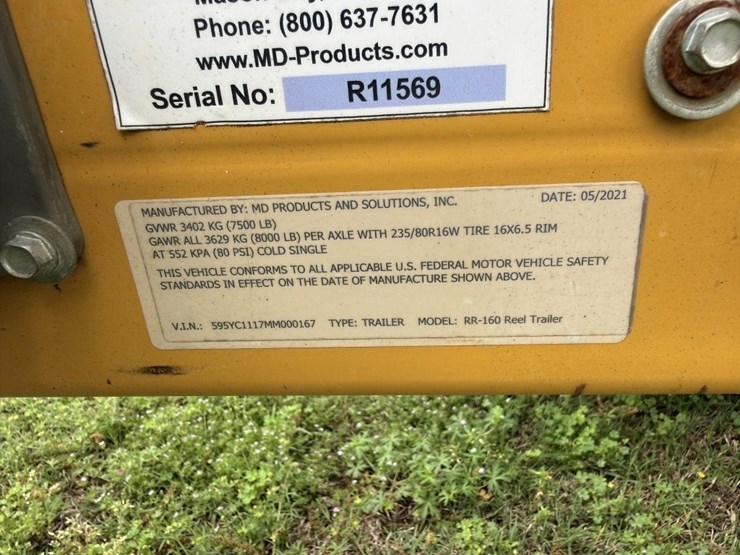 Phone: (800) 637-7631
www.MD-Products.com
Serial No: R11569
MANUFACTURED BY: MD PRODUCTS AND SOLUTIONS, INC. DATE: 05/2021
GVWR 3402 KG (7500 LB)
GAWR ALL 3629 KG (8000 LB) PER AXLE WITH 235/80R16W TIRE 16X6.5 RIM
AT 552 KPA (80 PSI) COLD SINGLE
THIS VEHICLE CONFORMS TO ALL APPLICABLE U.S. FEDERAL MOTOR VEHICLE SAFETY
STANDARDS IN EFFECT ON THE DATE OF MANUFACTURE SHOWN ABOVE.
V.I.N.: 595YC1117MM000167 TYPE: TRAILER MODEL: RR-160 Reel Trailer